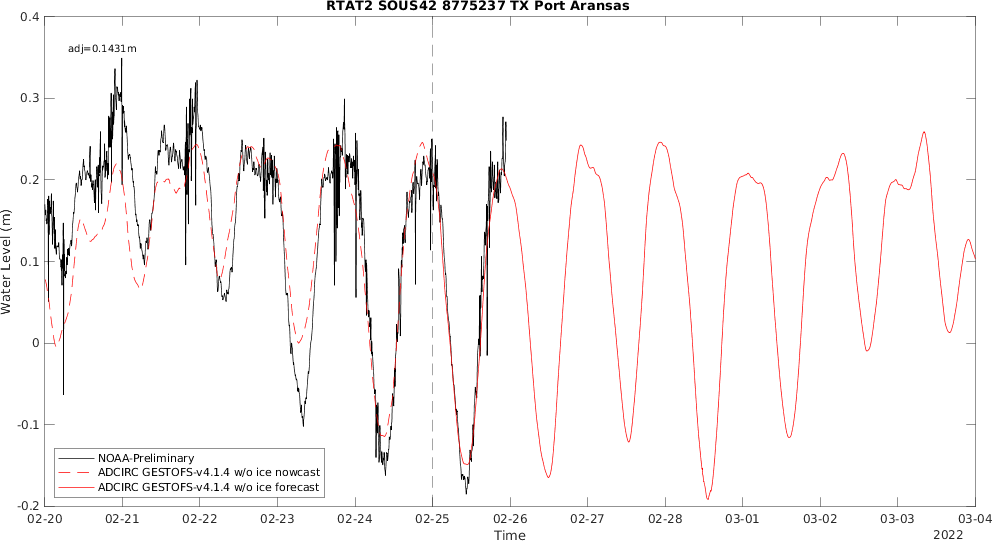 RTAT2 SOUS42 8775237 TX Port Aransas
adj=0.1431m
0.4
0.3
0.2
0.1
0
-0.1
-0.2
Water Level (m)
NOAA-Preliminary
ADCIRC GESTOFS-v4.1.4 w/o ice nowcast
ADCIRC GESTOFS-v4.1.4 w/o ice forecast
02-20 02-21 02-22 02-23 02-24 02-25 02-26 02-27 02-28 03-01 03-02 03-03 03-04
Time
2022